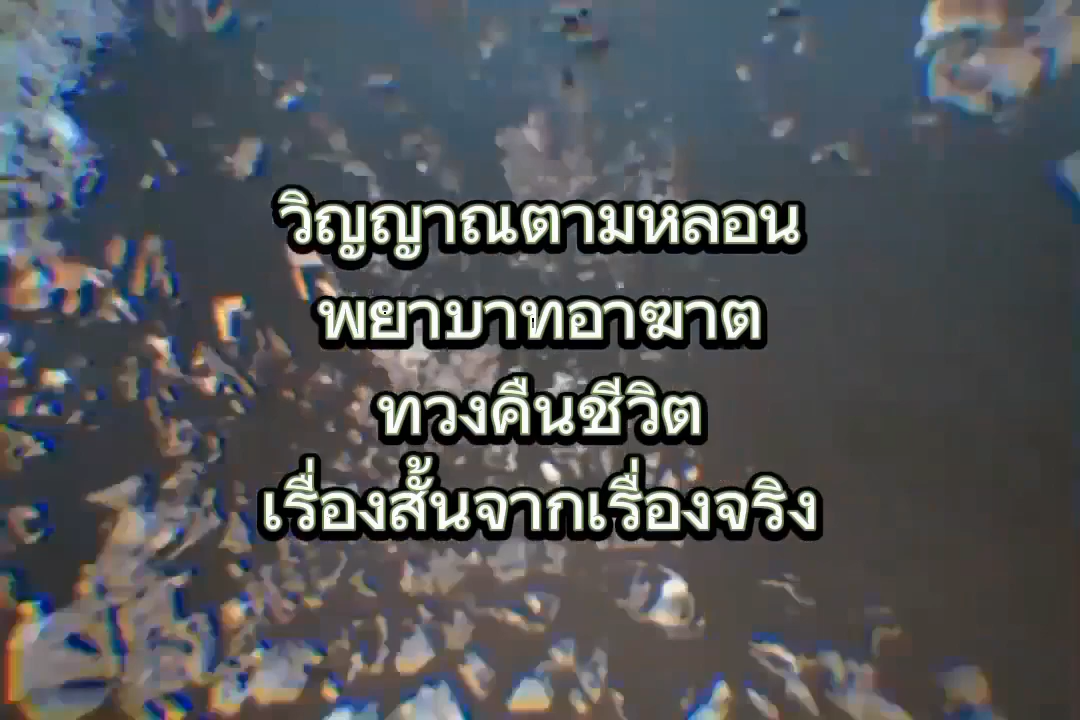 วิญญาณตามหลอน
พยาบาทอาฆาต
ทวงคืนชีวิต
เรื่องสั้นจากเรื่องจริง